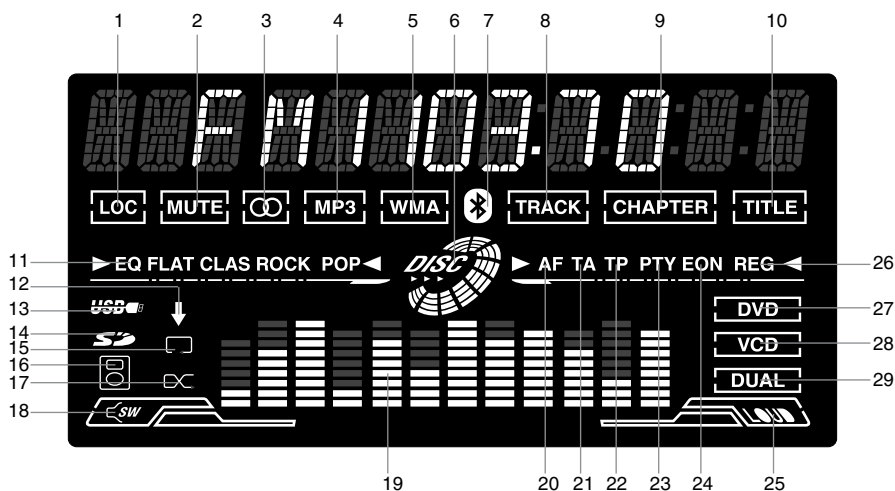 1 2 3 4 5 6 7 8 9 10
FM 103.70
LOC MUTE MP3 WMA TRACK CHAPTER TITLE
11 EQ FLAT CLAS ROCK POP DISC AF TA TP PTY EON REG 26
12
13 USB DVD 27
14 SD
15 VCD 28
16
17 DUAL 29
18 SW LOUD
19 20 21 22 23 24 25